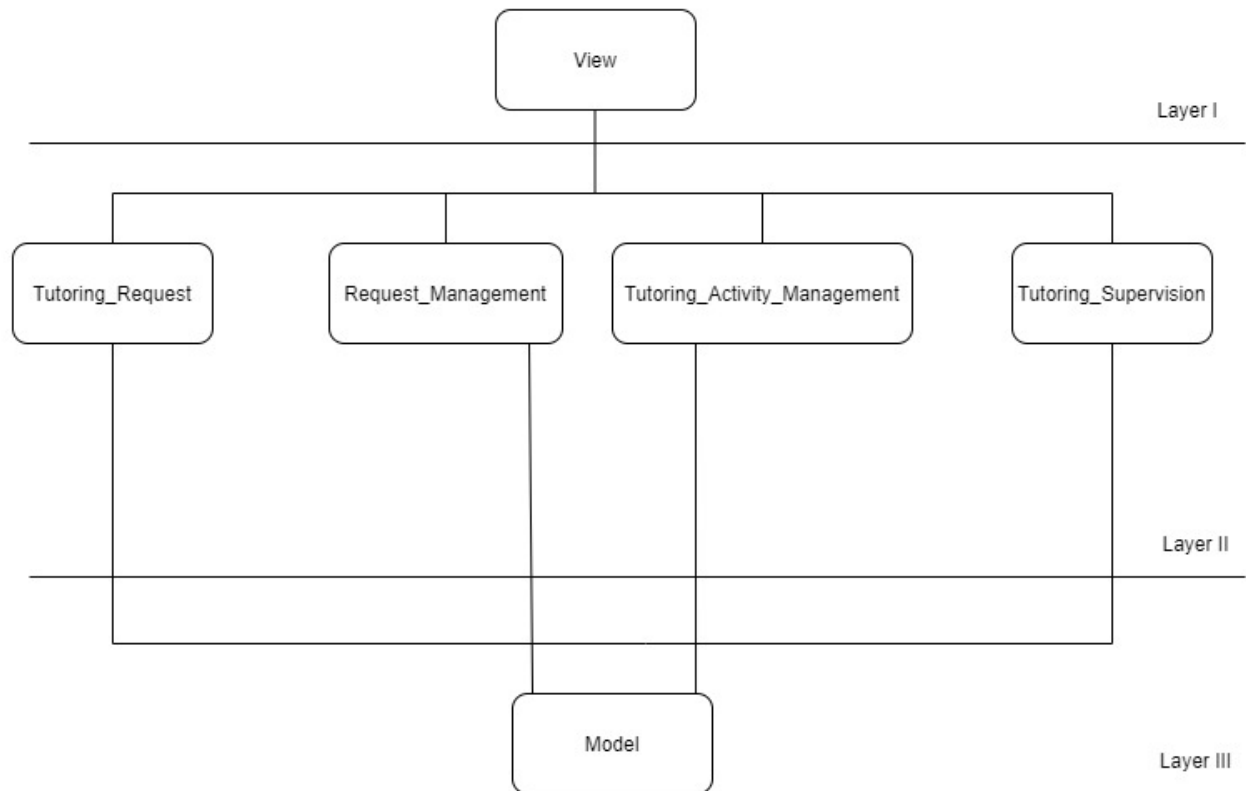 View
Layer I
Tutoring_Request
Request_Management
Tutoring_Activity_Management
Tutoring_Supervision
Layer II
Model
Layer III